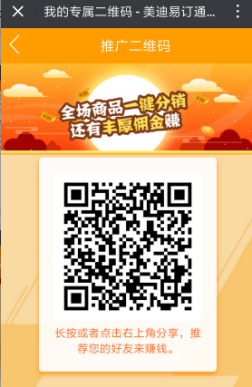 我的专属二维码 - 美迪易订通...
推广二维码
全场商品一键分销
还有丰厚佣金赚
长按或者点击右上角分享，推
荐您的好友来赚钱。